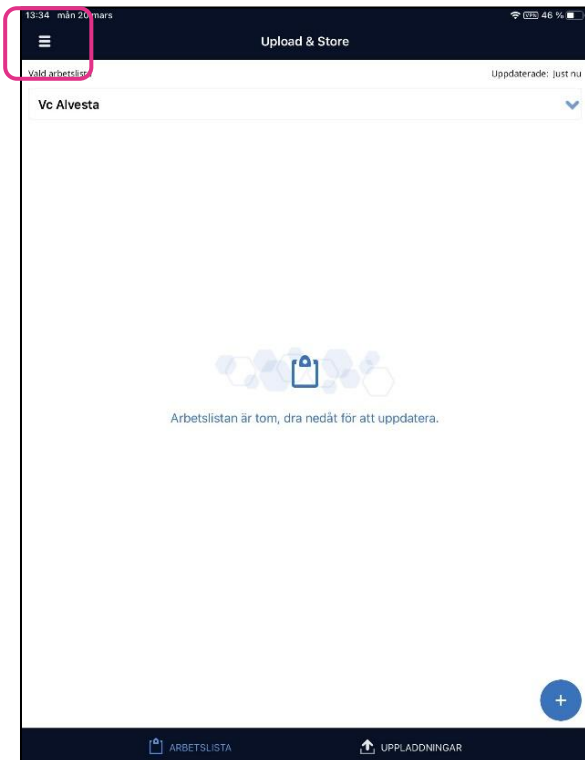 13:34 mån 20 mars VPN 46 %
Upload & Store
Vald arbetslista Uppdaterade: Just nu
Vc Alvesta
Arbetslistan är tom, dra nedåt för att uppdatera.
+
ARBETSLISTA UPPLADDNINGAR